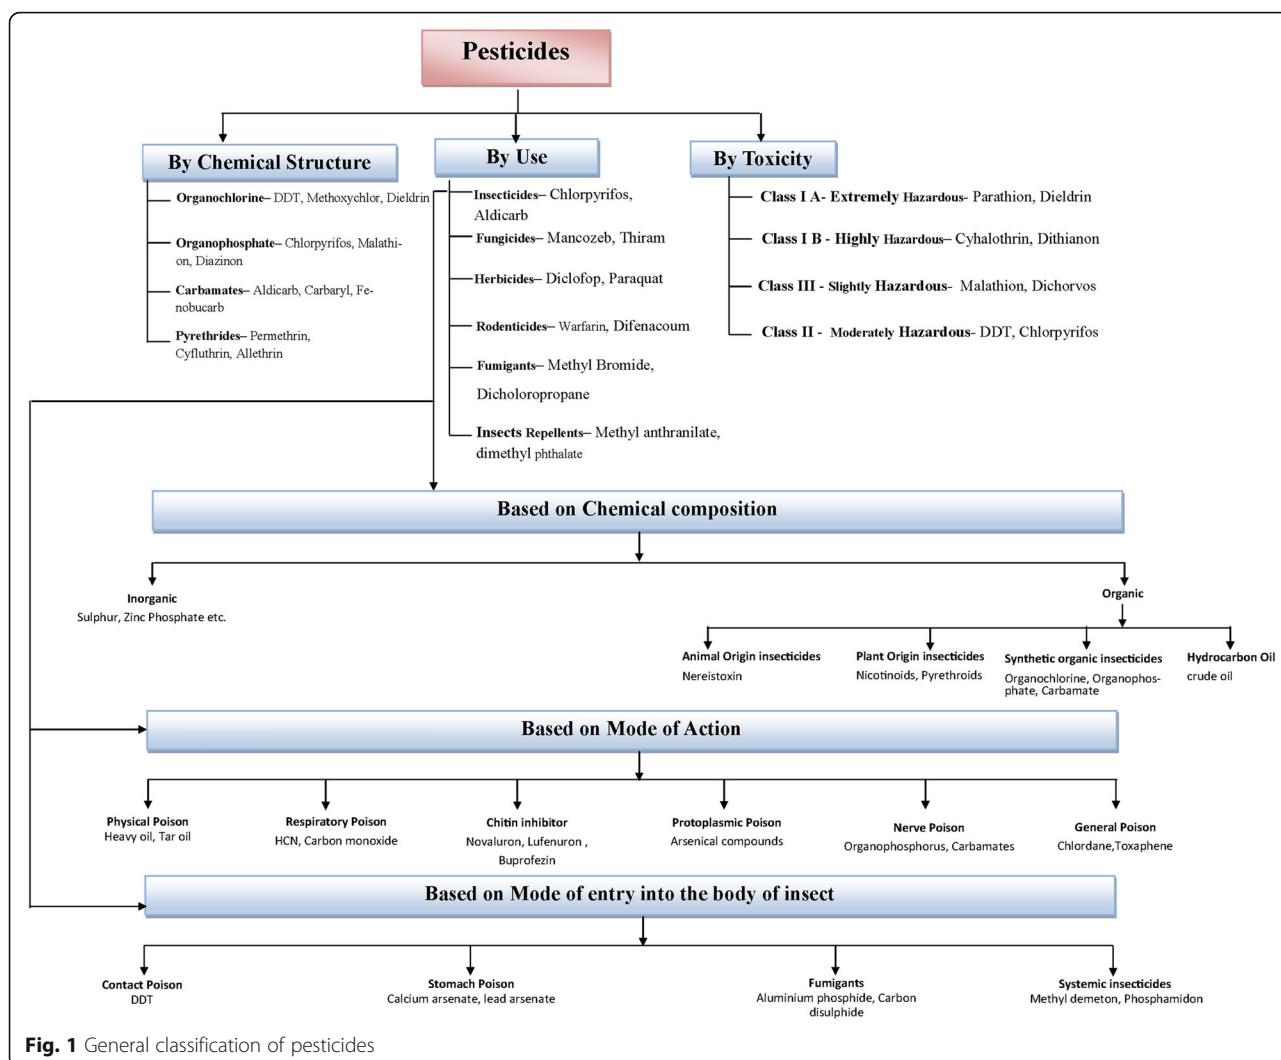 Pesticides
By Chemical Structure
Organochlorine– DDT, Methoxychlor, Dieldrin
Organophosphate– Chlorpyrifos, Malathi-
on, Diazinon
Carbamates– Aldicarb, Carbaryl, Fe-
nobucarb
Pyrethrides– Permethrin,
Cyfluthrin, Allethrin
By Use
Insecticides– Chlorpyrifos,
Aldicarb
Fungicides– Mancozeb, Thiram
Herbicides– Diclofop, Paraquat
Rodenticides– Warfarin, Difenacoum
Fumigants– Methyl Bromide,
Dicholoropropane
Insects Repellents– Methyl anthranilate,
dimethyl phthalate
By Toxicity
Class I A- Extremely Hazardous- Parathion, Dieldrin
Class I B - Highly Hazardous– Cyhalothrin, Dithianon
Class III - Slightly Hazardous- Malathion, Dichorvos
Class II - Moderately Hazardous- DDT, Chlorpyrifos
Based on Chemical composition
Inorganic
Sulphur, Zinc Phosphate etc.
Organic
Animal Origin insecticides
Nereistoxin
Plant Origin insecticides
Nicotinoids, Pyrethroids
Synthetic organic insecticides
Organochlorine, Organophos-
phate, Carbamate
Hydrocarbon Oil
crude oil
Based on Mode of Action
Physical Poison
Heavy oil, Tar oil
Respiratory Poison
HCN, Carbon monoxide
Chitin inhibitor
Novaluron, Lufenuron ,
Buprofezin
Protoplasmic Poison
Arsenical compounds
Nerve Poison
Organophosphorus, Carbamates
General Poison
Chlordane,Toxaphene
Based on Mode of entry into the body of insect
Contact Poison
DDT
Stomach Poison
Calcium arsenate, lead arsenate
Fumigants
Aluminium phosphide, Carbon
disulphide
Systemic insecticides
Methyl demeton, Phosphamidon
Fig. 1 General classification of pesticides